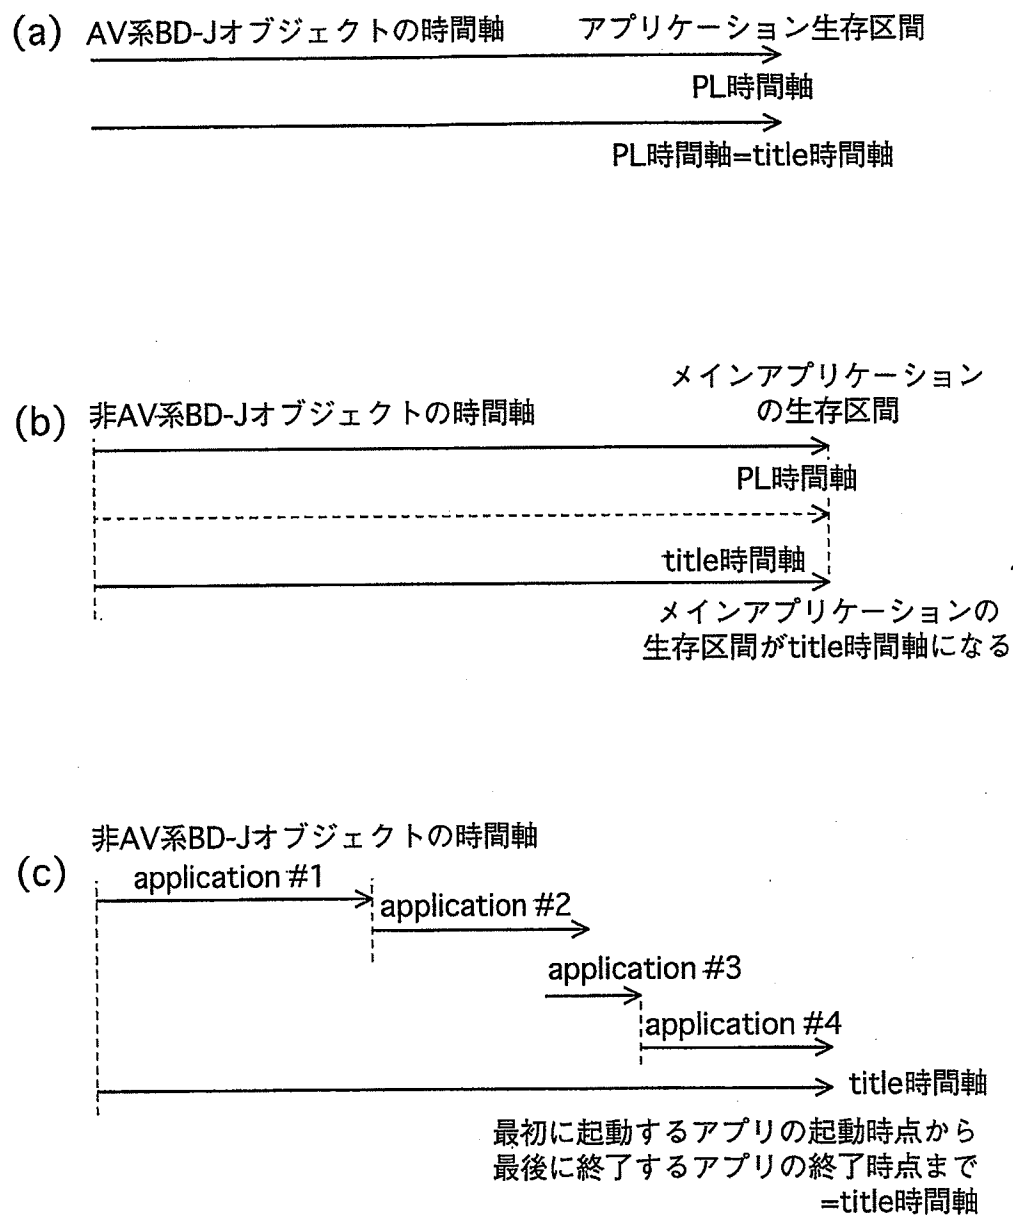 (a) AV系BD-Jオブジェクトの時間軸 アプリケーション生存区間
PL時間軸
PL時間軸=title時間軸
メインアプリケーション
の生存区間
(b) 非AV系BD-Jオブジェクトの時間軸
PL時間軸
title時間軸
メインアプリケーションの
生存区間がtitle時間軸になる
非AV系BD-Jオブジェクトの時間軸
(c)
application #1
application #2
application #3
application #4
title時間軸
最初に起動するアプリの起動時点から
最後に終了するアプリの終了時点まで
=title時間軸